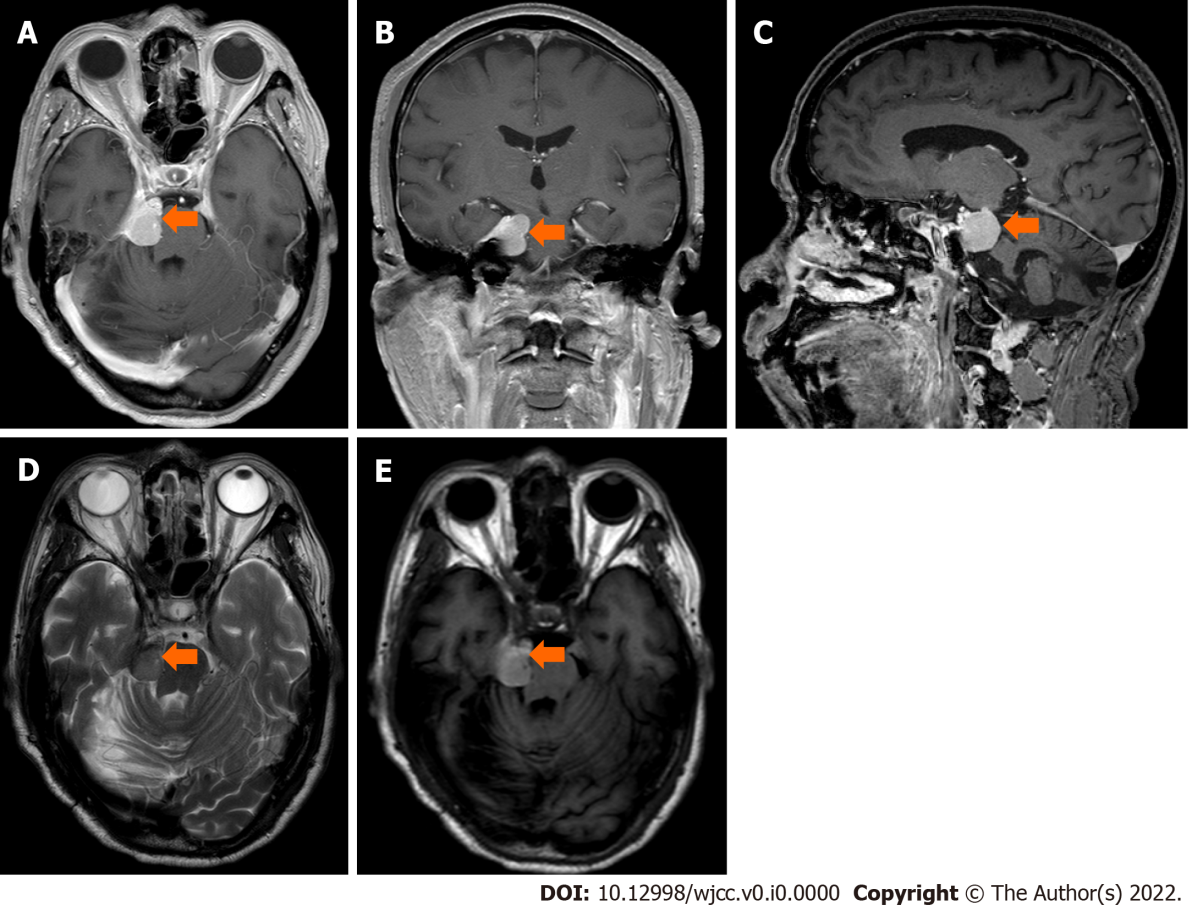 A
B
C
D
E
DOI: 10.12998/wjcc.v0.i0.0000 Copyright © The Author(s) 2022.